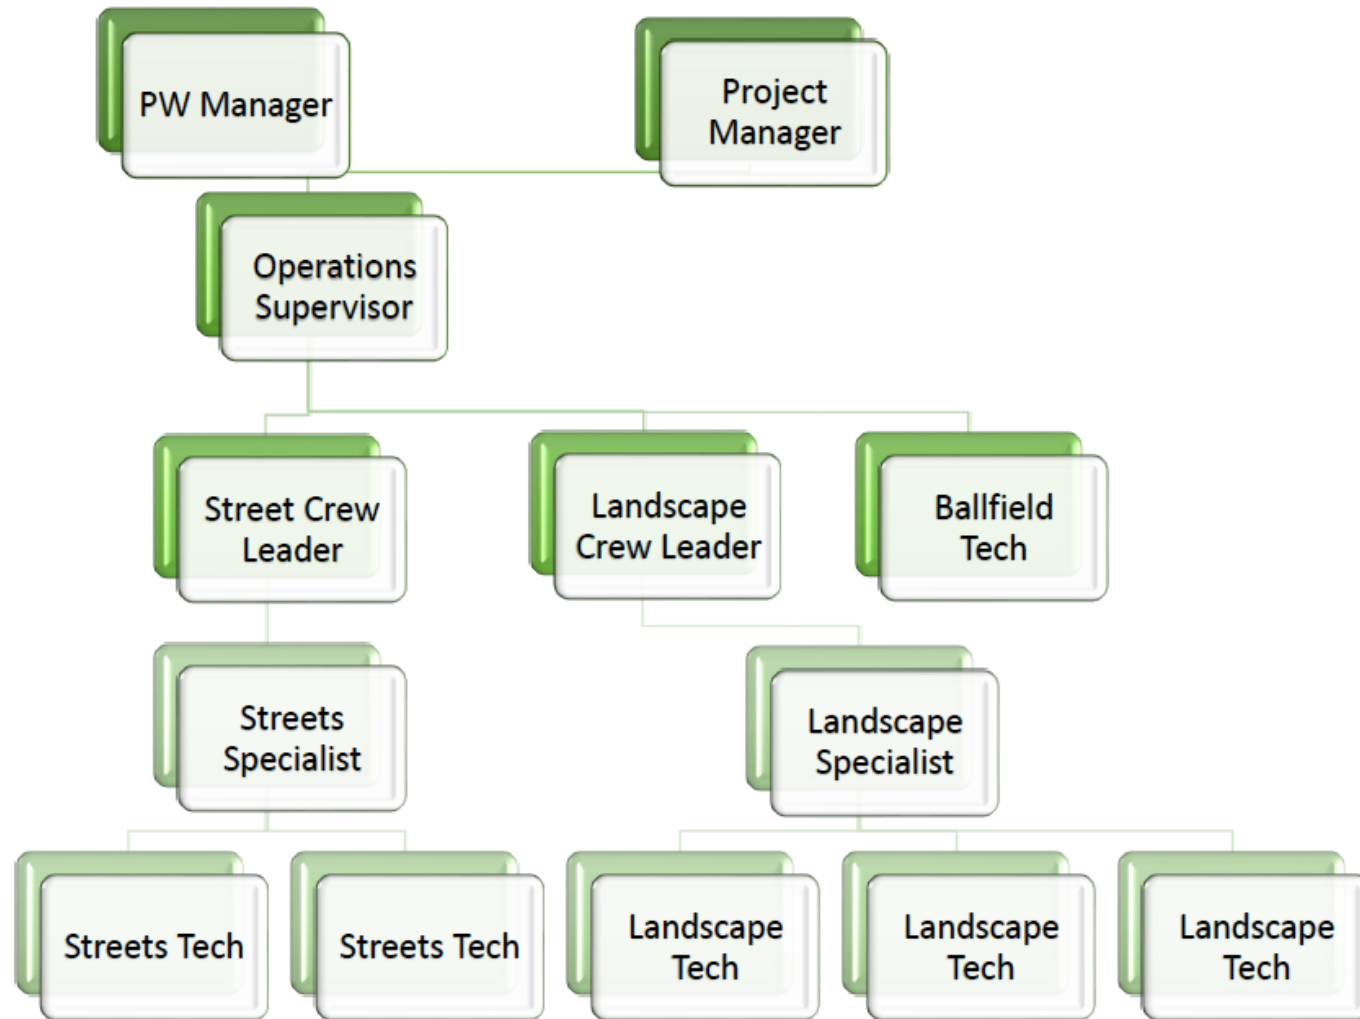 PW Manager
Project
Manager
Operations
Supervisor
Street Crew
Leader
Landscape
Crew Leader
Ballfield
Tech
Streets
Specialist
Landscape
Specialist
Streets Tech
Streets Tech
Landscape
Tech
Landscape
Tech
Landscape
Tech